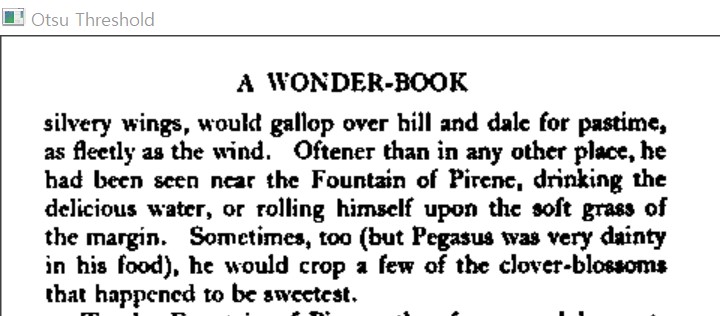 Otsu Threshold
A WONDER-BOOK
silvery wings, would gallop over hill and dale for pastime,
as fleetly as the wind. Oftener than in any other place, he
had been seen near the Fountain of Pirene, drinking the
delicious water, or rolling himself upon the soft grass of
the margin. Sometimes, too (but Pegasus was very dainty
in his food), he would crop a few of the clover-blossoms
that happened to be sweetest.